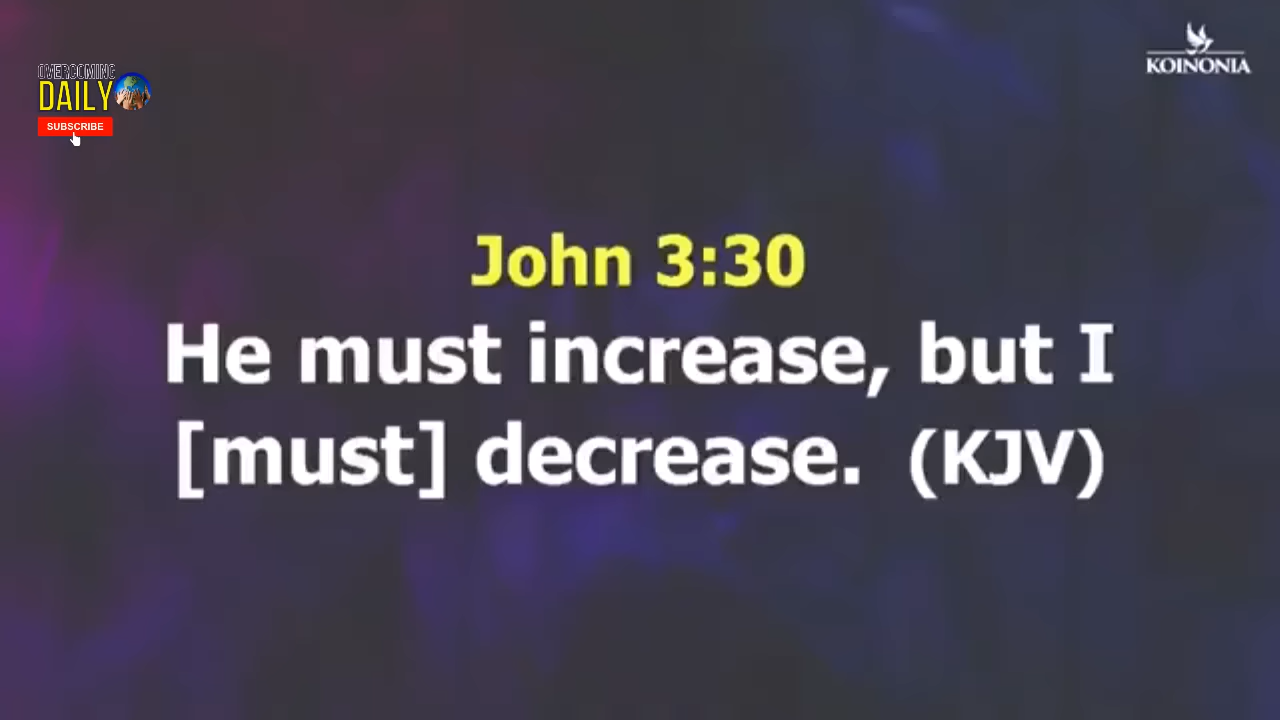 OVERCOMING
DAILY
SUBSCRIBE
KOINONIA
John 3:30
He must increase, but I
[must] decrease. (KJV)